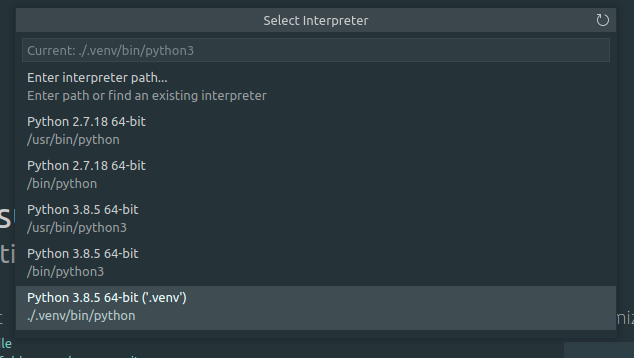 Select Interpreter
Current: ./.venv/bin/python3
Enter interpreter path...
Enter path or find an existing interpreter
Python 2.7.18 64-bit
/usr/bin/python
Python 2.7.18 64-bit
/bin/python
Python 3.8.5 64-bit
/usr/bin/python3
Python 3.8.5 64-bit
/bin/python3
Python 3.8.5 64-bit ('.venv')
./.venv/bin/python